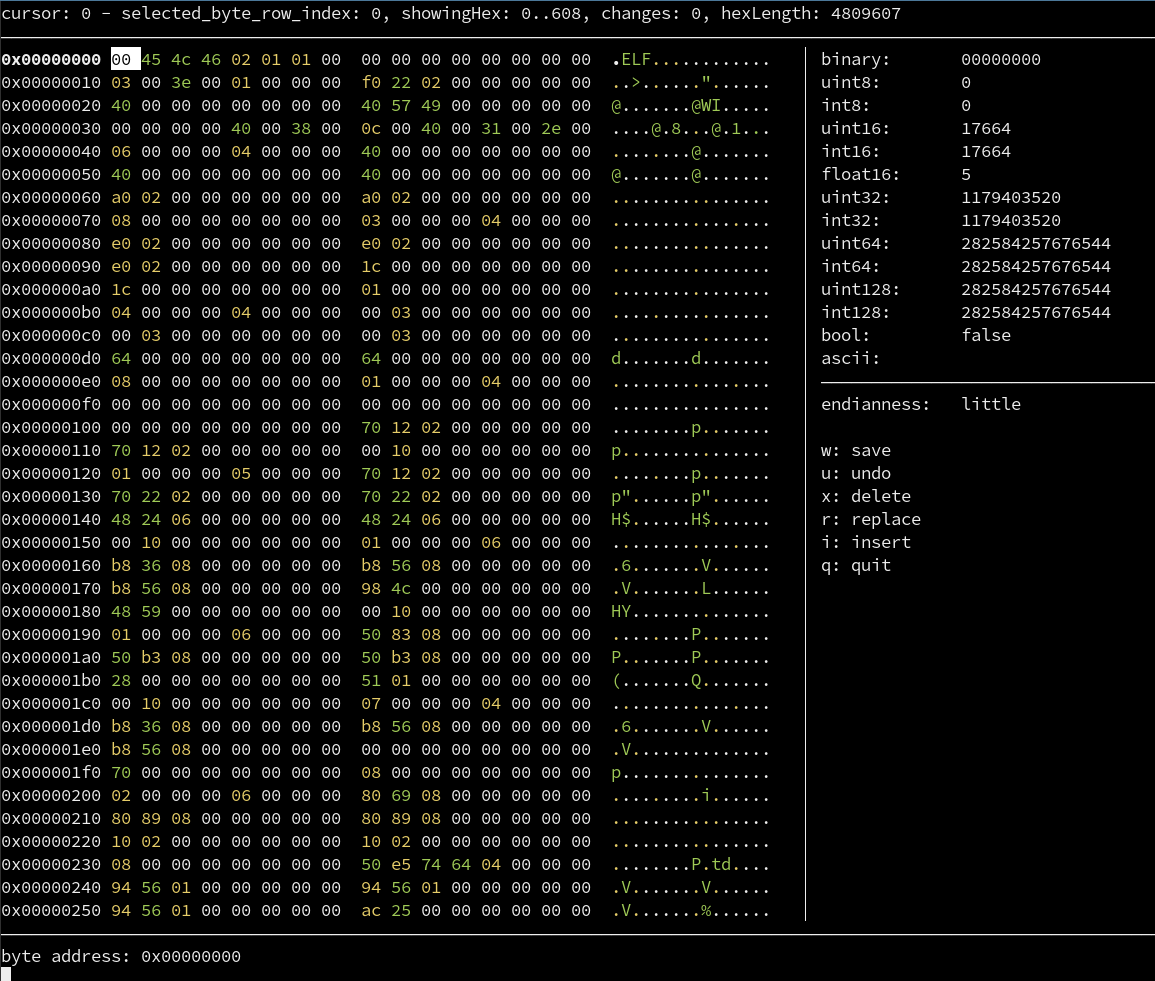 cursor: 0 - selected_byte_row_index: 0, showingHex: 0..608, changes: 0, hexLength: 4809607
0x00000000 00 45 4c 46 02 01 01 00  00 00 00 00 00 00 00 00  .ELF............
0x00000010 03 00 3e 00 01 00 00 00  f0 22 02 00 00 00 00 00  ..>......"......
0x00000020 40 00 00 00 00 00 00 00  40 57 49 00 00 00 00 00  @.......@WI.....
0x00000030 00 00 00 00 40 00 38 00  0c 00 40 00 31 00 2e 00  ....@.8...@.1...
0x00000040 06 00 00 00 04 00 00 00  40 00 00 00 00 00 00 00  ........@.......
0x00000050 40 00 00 00 00 00 00 00  40 00 00 00 00 00 00 00  @.......@.......
0x00000060 a0 02 00 00 00 00 00 00  a0 02 00 00 00 00 00 00  ................
0x00000070 08 00 00 00 00 00 00 00  03 00 00 00 04 00 00 00  ................
0x00000080 e0 02 00 00 00 00 00 00  e0 02 00 00 00 00 00 00  ................
0x00000090 e0 02 00 00 00 00 00 00  1c 00 00 00 00 00 00 00  ................
0x000000a0 1c 00 00 00 00 00 00 00  01 00 00 00 00 00 00 00  ................
0x000000b0 04 00 00 00 04 00 00 00  00 03 00 00 00 00 00 00  ................
0x000000c0 00 03 00 00 00 00 00 00  00 03 00 00 00 00 00 00  ................
0x000000d0 64 00 00 00 00 00 00 00  64 00 00 00 00 00 00 00  d.......d.......
0x000000e0 08 00 00 00 00 00 00 00  01 00 00 00 04 00 00 00  ................
0x000000f0 00 00 00 00 00 00 00 00  00 00 00 00 00 00 00 00  ................
0x00000100 00 00 00 00 00 00 00 00  70 12 02 00 00 00 00 00  ........p.......
0x00000110 70 12 02 00 00 00 00 00  00 10 00 00 00 00 00 00  p...............
0x00000120 01 00 00 00 05 00 00 00  70 12 02 00 00 00 00 00  ........p.......
0x00000130 70 22 02 00 00 00 00 00  70 22 02 00 00 00 00 00  p"......p"......
0x00000140 48 24 06 00 00 00 00 00  48 24 06 00 00 00 00 00  H$......H$......
0x00000150 00 10 00 00 00 00 00 00  01 00 00 00 06 00 00 00  ................
0x00000160 b8 36 08 00 00 00 00 00  b8 56 08 00 00 00 00 00  .6.......V......
0x00000170 b8 56 08 00 00 00 00 00  98 4c 00 00 00 00 00 00  .V.......L......
0x00000180 48 59 00 00 00 00 00 00  00 10 00 00 00 00 00 00  HY..............
0x00000190 01 00 00 00 06 00 00 00  50 83 08 00 00 00 00 00  ........P.......
0x000001a0 50 b3 08 00 00 00 00 00  50 b3 08 00 00 00 00 00  P.......P.......
0x000001b0 28 00 00 00 00 00 00 00  51 01 00 00 00 00 00 00  (.......Q.......
0x000001c0 00 10 00 00 00 00 00 00  07 00 00 00 04 00 00 00  ................
0x000001d0 b8 36 08 00 00 00 00 00  b8 56 08 00 00 00 00 00  .6.......V......
0x000001e0 b8 56 08 00 00 00 00 00  00 00 00 00 00 00 00 00  .V..............
0x000001f0 70 00 00 00 00 00 00 00  08 00 00 00 00 00 00 00  p...............
0x00000200 02 00 00 00 06 00 00 00  80 69 08 00 00 00 00 00  .........i......
0x00000210 80 89 08 00 00 00 00 00  80 89 08 00 00 00 00 00  ................
0x00000220 10 02 00 00 00 00 00 00  10 02 00 00 00 00 00 00  ................
0x00000230 08 00 00 00 00 00 00 00  50 e5 74 64 04 00 00 00  ........P.td....
0x00000240 94 56 01 00 00 00 00 00  94 56 01 00 00 00 00 00  .V.......V......
0x00000250 94 56 01 00 00 00 00 00  ac 25 00 00 00 00 00 00  .V.......%......
binary: 00000000
uint8: 0
int8: 0
uint16: 17664
int16: 17664
float16: 5
uint32: 1179403520
int32: 1179403520
uint64: 282584257676544
int64: 282584257676544
uint128: 282584257676544
int128: 282584257676544
bool: false
ascii:
endianness: little
w: save
u: undo
x: delete
r: replace
i: insert
q: quit
byte address: 0x00000000